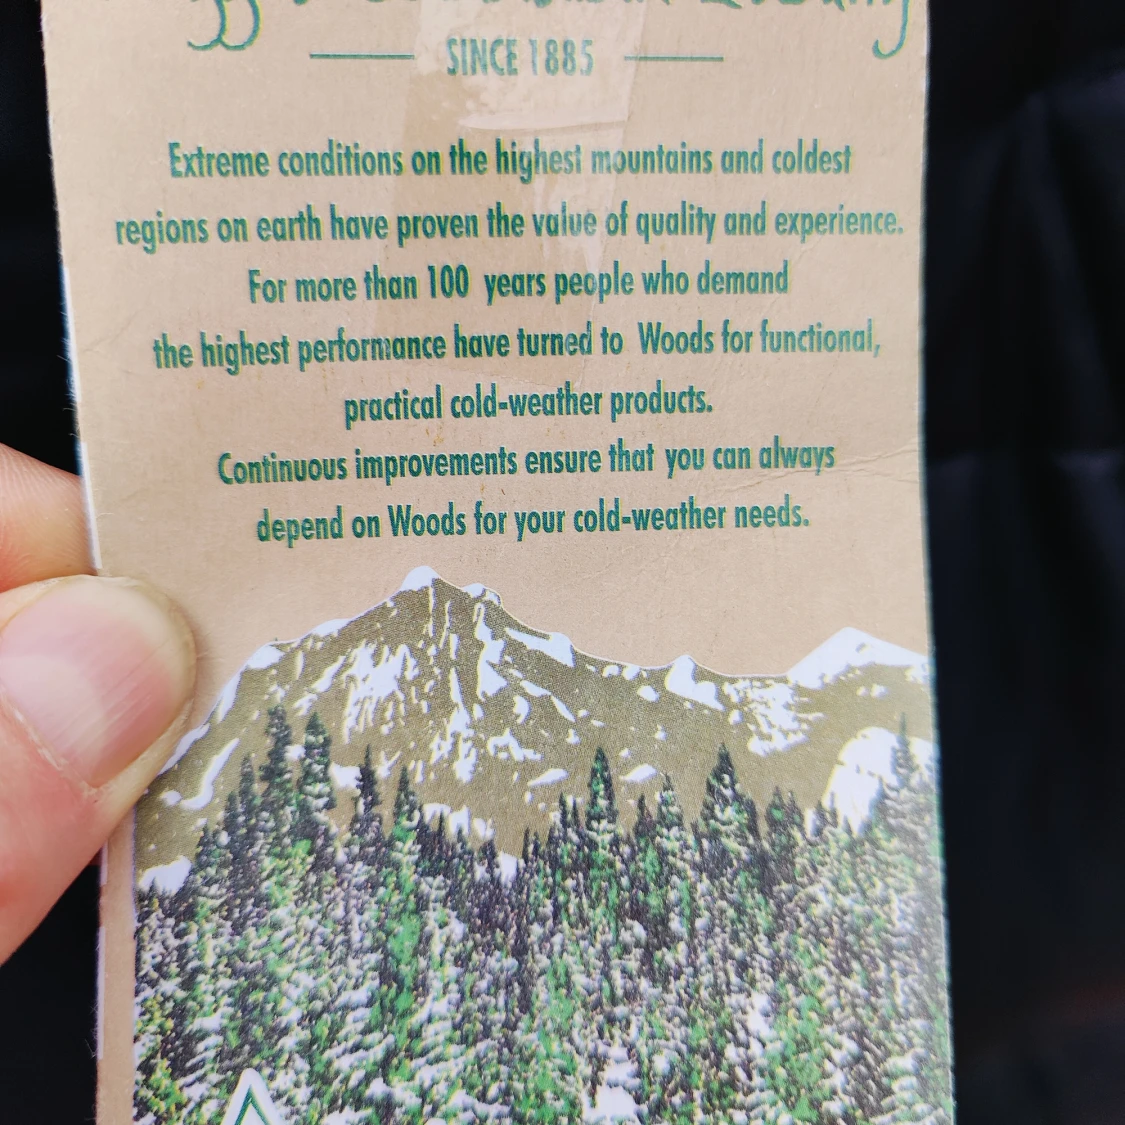 SINCE 1885
Extreme conditions on the highest mountains and coldest
regions on earth have proven the value of quality and experience.
For more than 100 years people who demand
the highest performance have turned to Woods for functional,
practical cold-weather products.
Continuous improvements ensure that you can always
depend on Woods for your cold-weather needs.